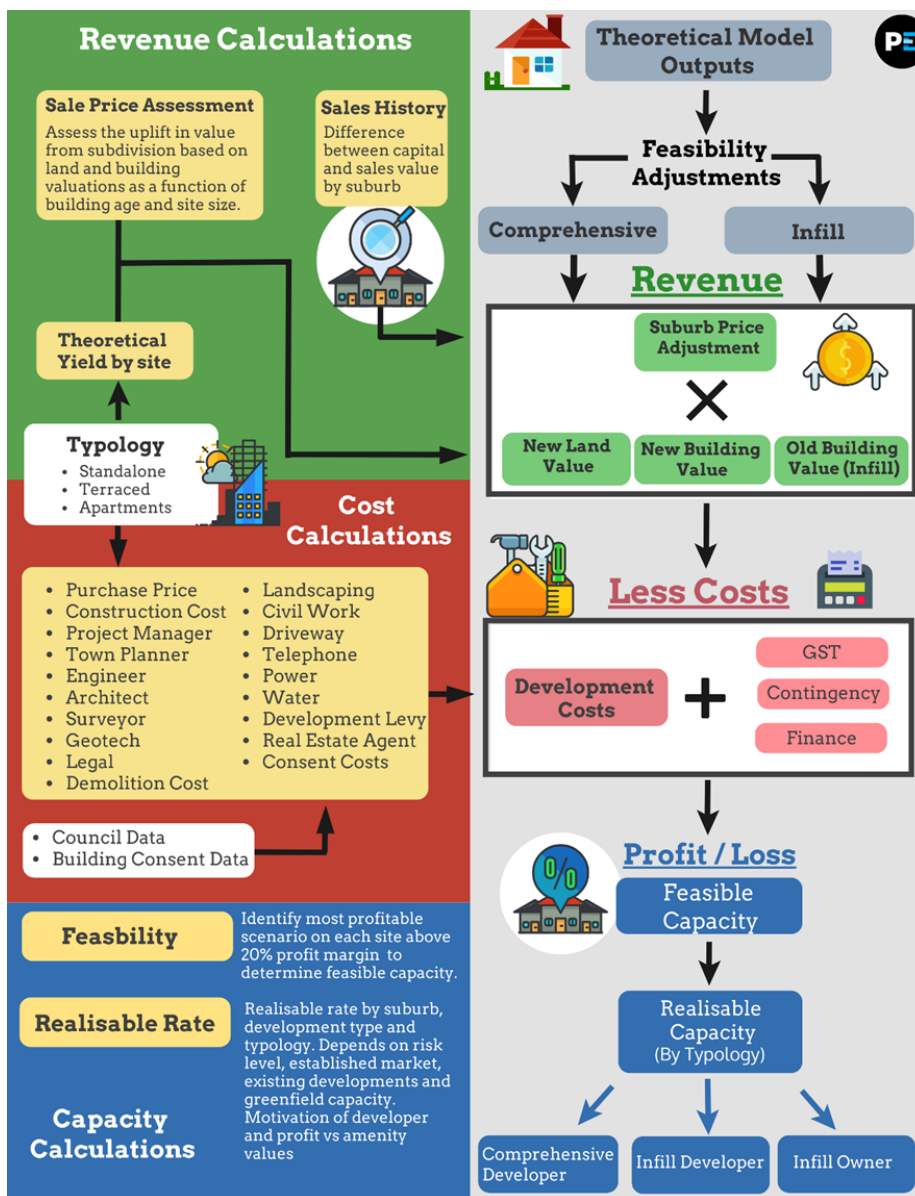 Revenue Calculations
Sale Price Assessment
Assess the uplift in value
from subdivision based on
land and building
valuations as a function of
building age and site size.
Sales History
Difference
between capital
and sales value
by suburb
Theoretical
Yield by site
Typology
• Standalone
• Terraced
• Apartments
Cost
Calculations
• Purchase Price
• Construction Cost
• Project Manager
• Town Planner
• Engineer
• Architect
• Surveyor
• Geotech
• Legal
• Demolition Cost
• Landscaping
• Civil Work
• Driveway
• Telephone
• Power
• Water
• Development Levy
• Real Estate Agent
• Consent Costs
• Council Data
• Building Consent Data
Feasbility
Identify most profitable
scenario on each site above
20% profit margin to
determine feasible capacity.
Realisable Rate
Realisable rate by suburb,
development type and
typology. Depends on risk
level, established market,
existing developments and
greenfield capacity.
Motivation of developer
and profit vs amenity
values
Capacity
Calculations
Theoretical Model
Outputs
PE
Feasibility
Adjustments
Comprehensive
Infill
Revenue
Suburb Price
Adjustment
$
×
New Land
Value
New Building
Value
Old Building
Value (Infill)
Less Costs
Development
Costs
+
GST
Contingency
Finance
Profit / Loss
%
Feasible
Capacity
Realisable
Capacity
(By Typology)
Comprehensive
Developer
Infill Developer
Infill Owner